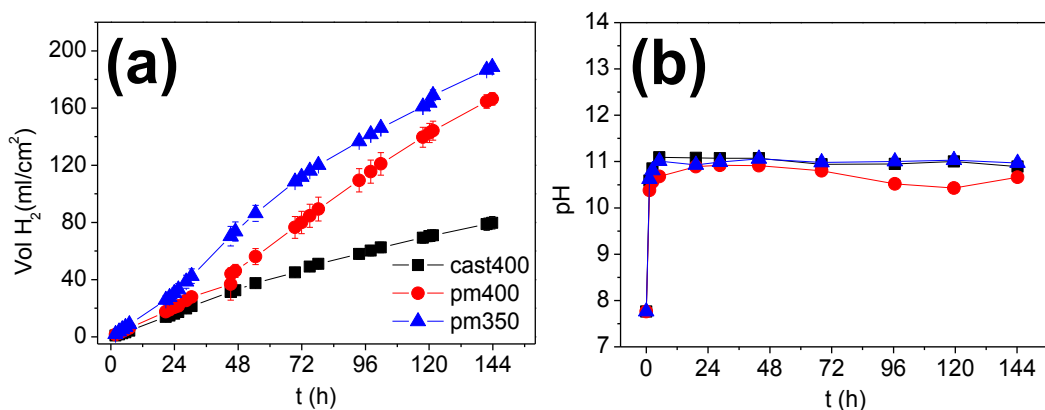 (a)
Vol H₂(ml/cm²)
200
160
120
80
40
0
cast400
pm400
pm350
0 24 48 72 96 120 144
t (h)
(b)
pH
14
13
12
11
10
9
8
7
0 24 48 72 96 120 144
t (h)